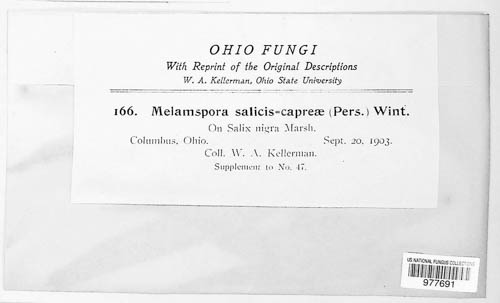 OHIO FUNGI
With Reprint of the Original Descriptions
W. A. Kellerman, Ohio State University
166. Melamspora salicis=capreæ (Pers.) Wint.
On Salix nigra Marsh.
Columbus, Ohio. Sept. 20, 1903.
Coll. W. A. Kellerman.
Supplement to No. 47.
US NATIONAL FUNGUS COLLECTIONS
977691